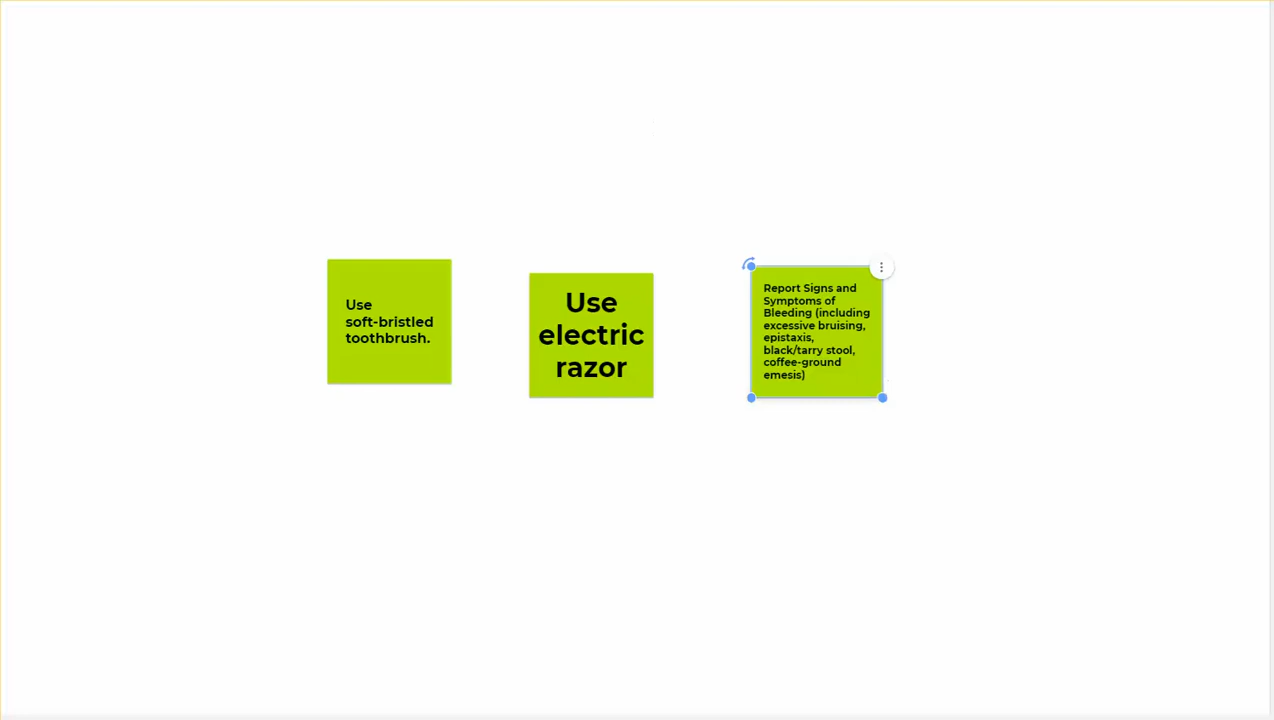 Use
soft-bristled
toothbrush.
Use
electric
razor
Report Signs and
Symptoms of
Bleeding (including
excessive bruising,
epistaxis,
black/tarry stool,
coffee-ground
emesis)